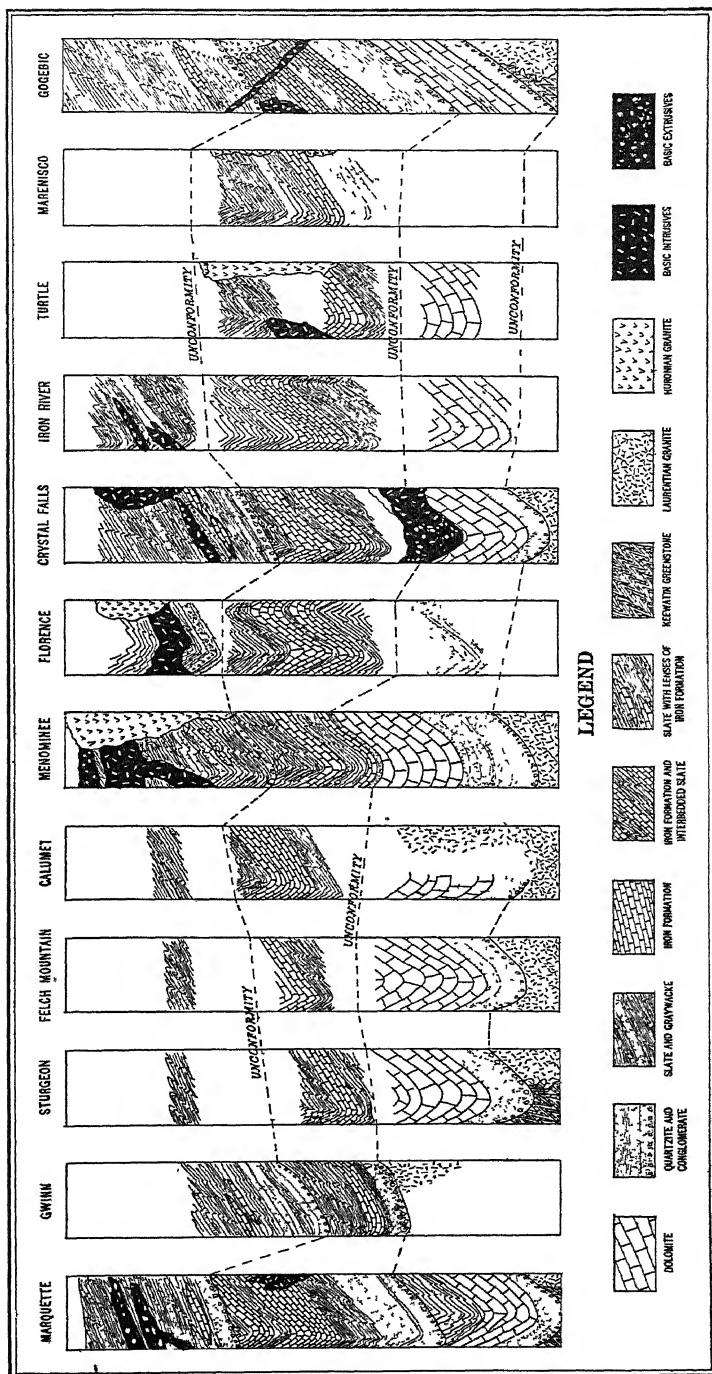 MARQUETTE
GWINN
STURGEON
FELCH MOUNTAIN
CALUMET
MENOMINEE
FLORENCE
CRYSTAL FALLS
IRON RIVER
TURTLE
MARENISCO
GOGEBIC
UNCONFORMITY
UNCONFORMITY
UNCONFORMITY
UNCONFORMITY
UNCONFORMITY
LEGEND
DOLOMITE
QUARTZITE AND
CONGLOMERATE
SLATE AND GRAYWACKE
IRON FORMATION
IRON FORMATION AND
INTERBEDDED SLATE
SLATE WITH LENSES OF
IRON FORMATION
KEEWATIN GREENSTONE
LAURENTIAN GRANITE
HURONIAN GRANITE
BASIC INTRUSIVES
BASIC EXTRUSIVES